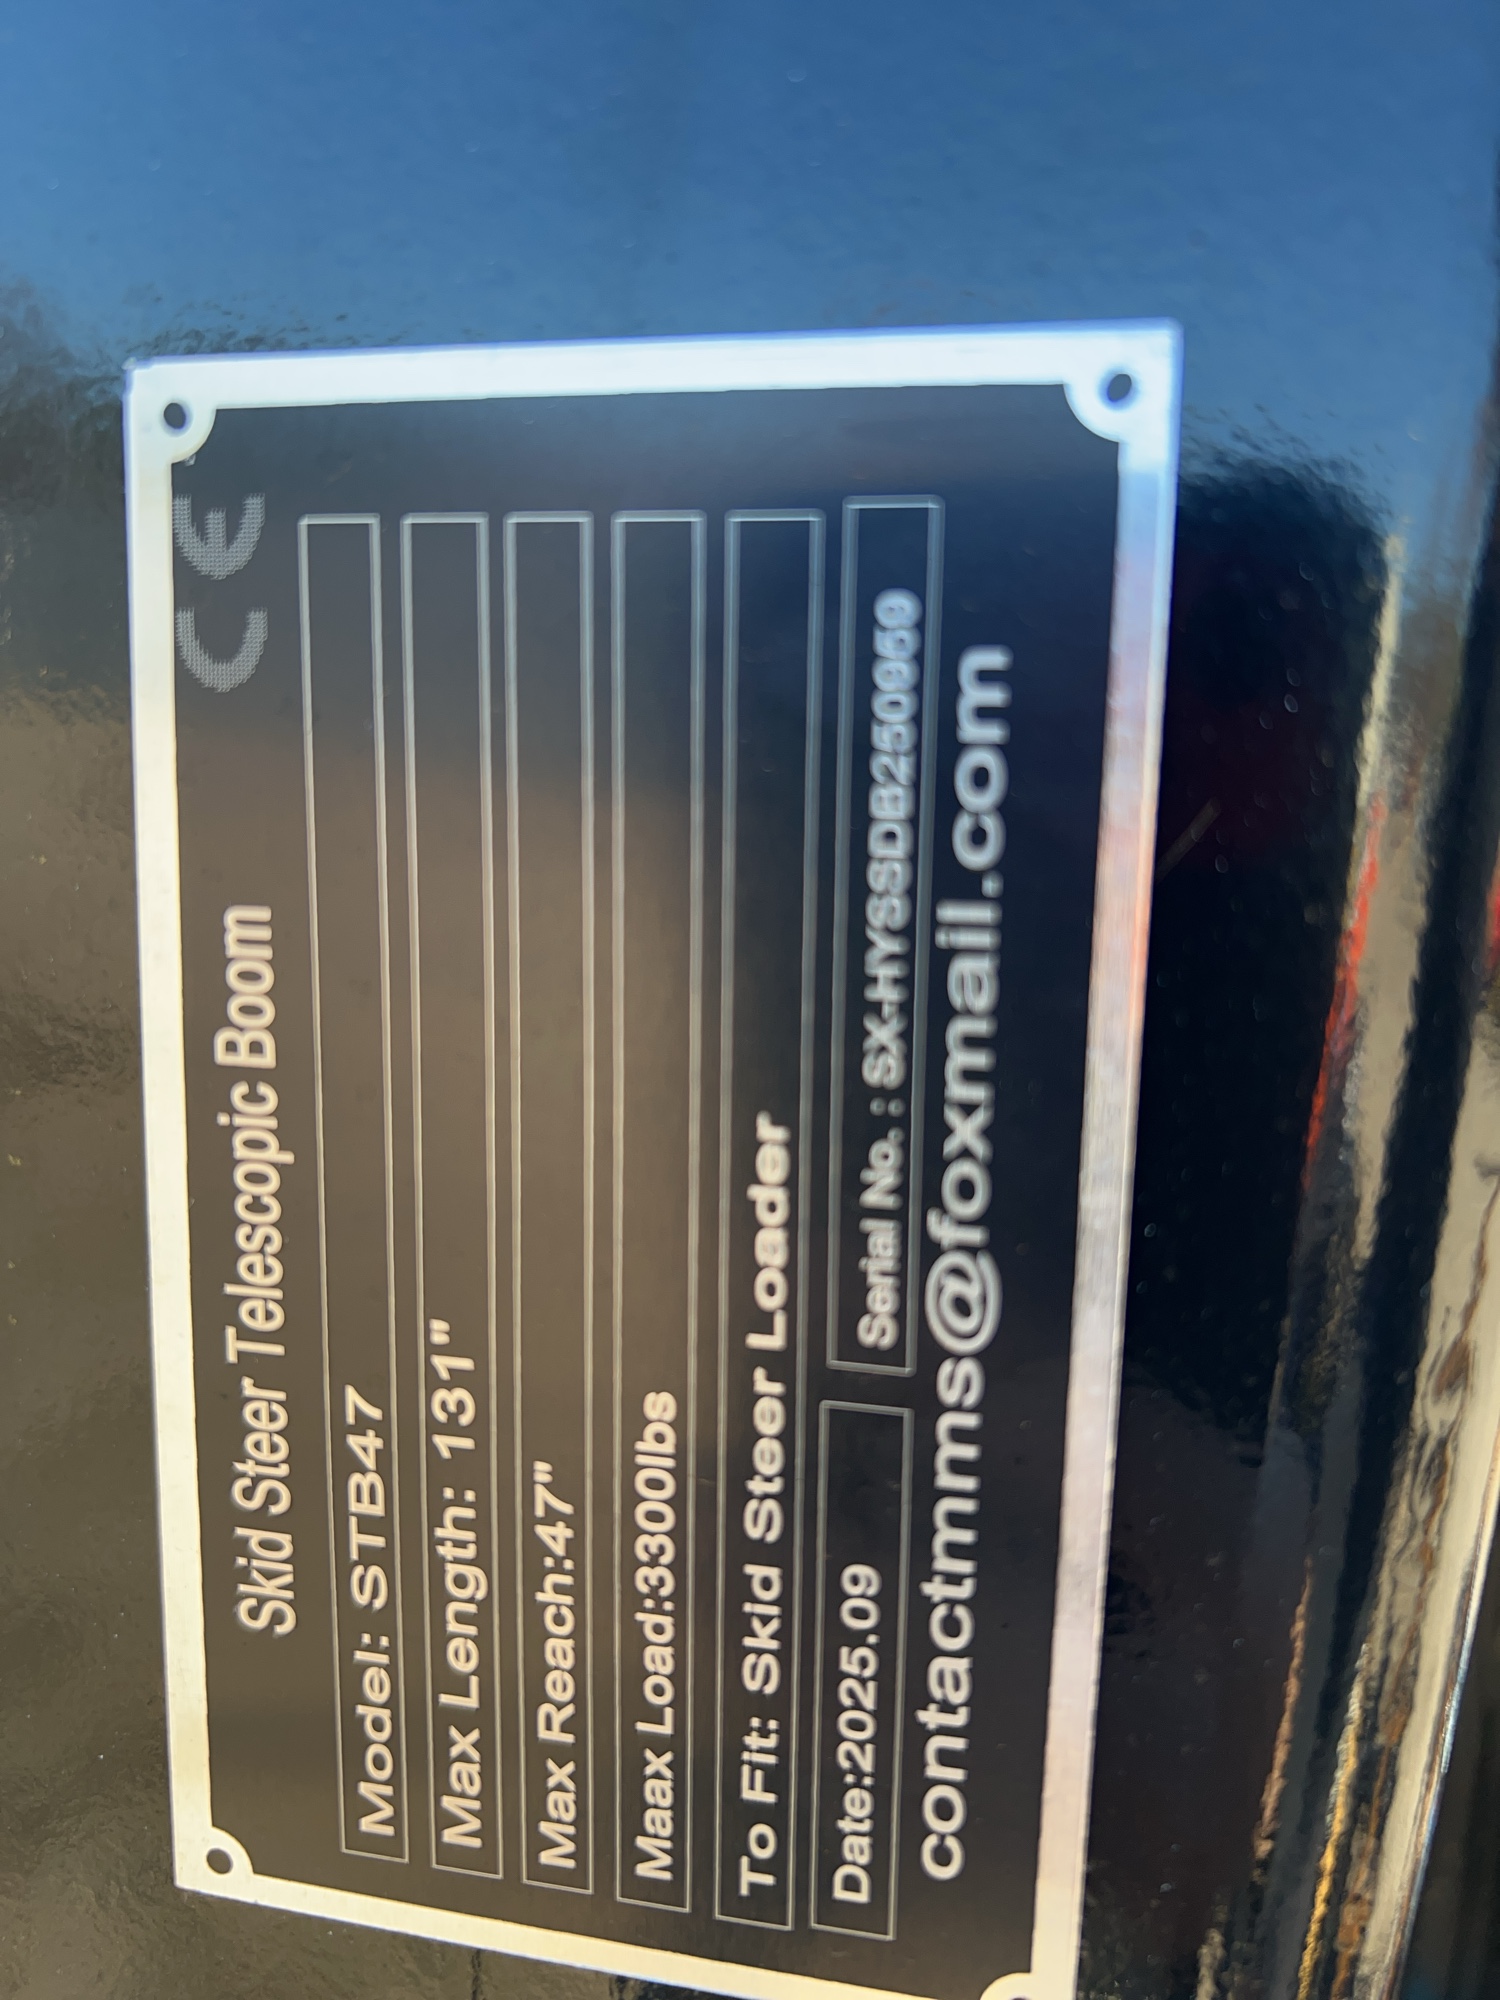 CE
Skid Steer Telescopic Boom
Model: STB47
Max Length: 131"
Max Reach:47"
Maax Load:3300lbs
To Fit: Skid Steer Loader
Date:2025.09
Serial No. : SX-HYSSDB250969
contactmms@foxmail.com